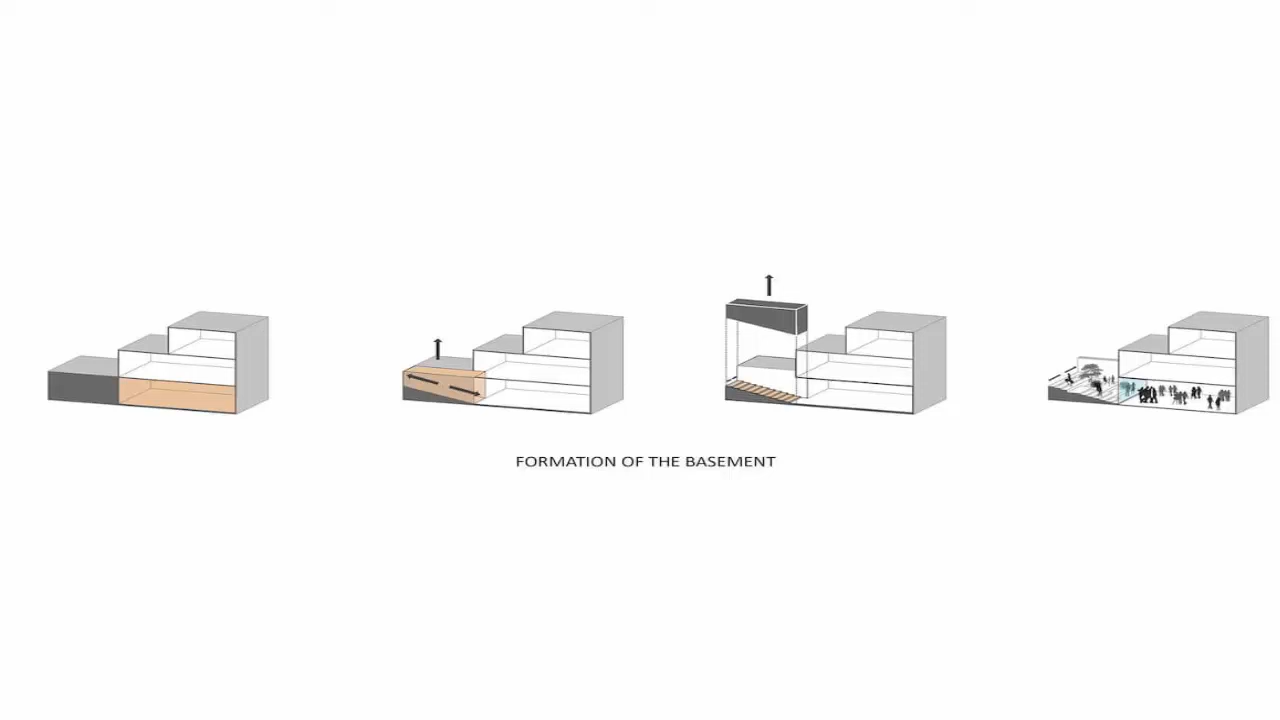 FORMATION OF THE BASEMENT